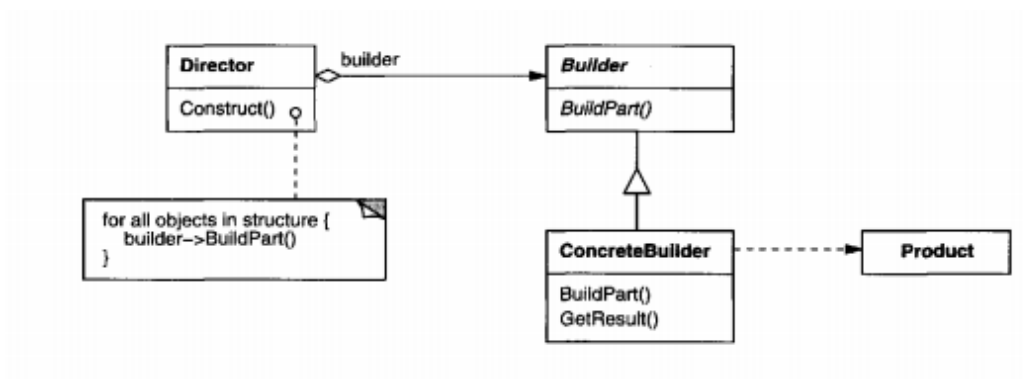 Director
Construct()
builder
Builder
BuildPart()
for all objects in structure {
builder->BuildPart()
}
ConcreteBuilder
BuildPart()
GetResult()
...
Product